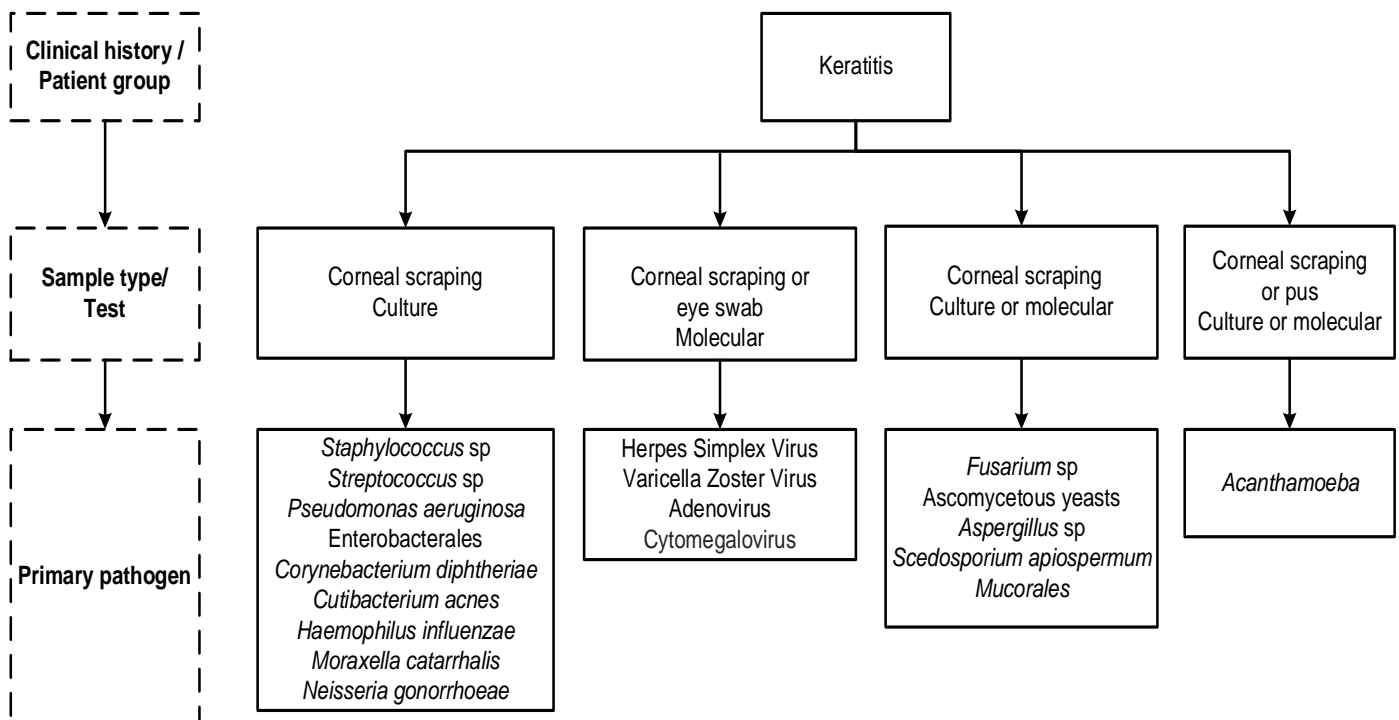 Clinical history /
Patient group
Keratitis
Sample type/
Test
Corneal scraping
Culture
Corneal scraping or
eye swab
Molecular
Corneal scraping
Culture or molecular
Corneal scraping
or pus
Culture or molecular
Primary pathogen
Staphylococcus sp
Streptococcus sp
Pseudomonas aeruginosa
Enterobacterales
Corynebacterium diphtheriae
Cutibacterium acnes
Haemophilus influenzae
Moraxella catarrhalis
Neisseria gonorrhoeae
Herpes Simplex Virus
Varicella Zoster Virus
Adenovirus
Cytomegalovirus
Fusarium sp
Ascomycetous yeasts
Aspergillus sp
Scedosporium apiospermum
Mucorales
Acanthamoeba